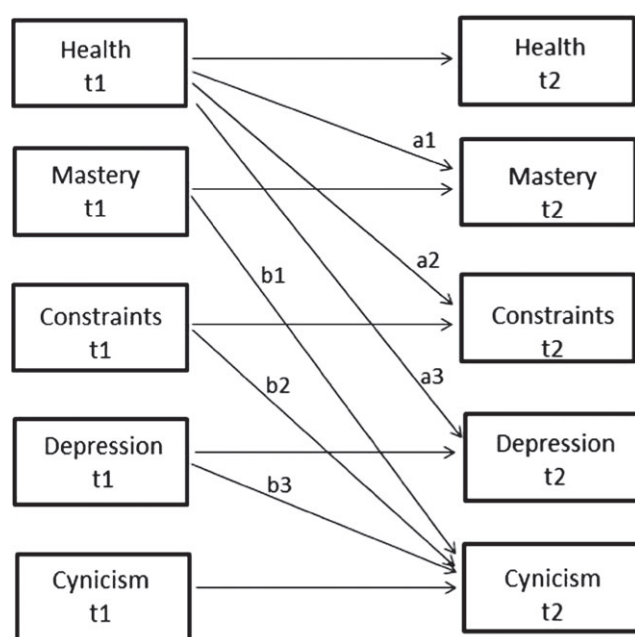 Health
t1
Health
t2
a1
Mastery
t1
Mastery
t2
a2
b1
Constraints
t1
Constraints
t2
a3
b2
Depression
t1
Depression
t2
b3
Cynicism
t1
Cynicism
t2